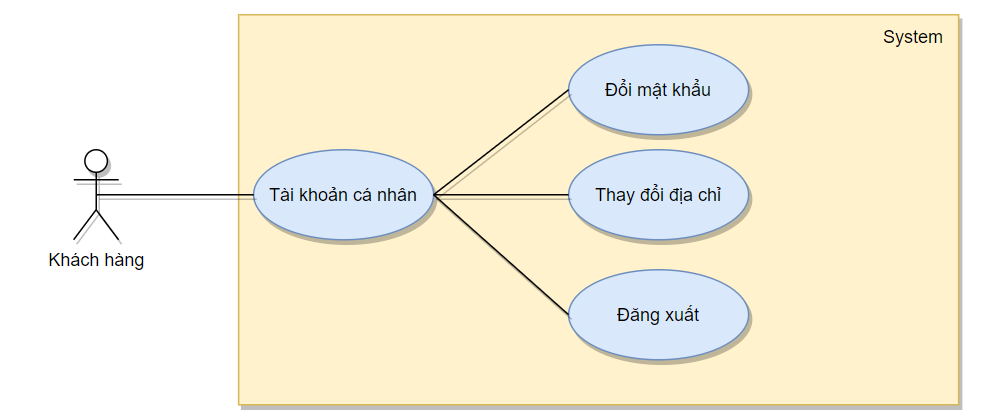 System
Đổi mật khẩu
Tài khoản cá nhân
Thay đổi địa chỉ
Khách hàng
Đăng xuất